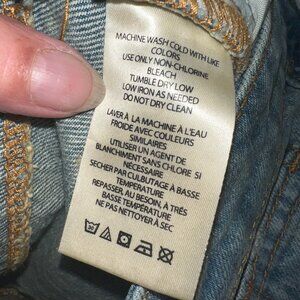 MACHINE WASH COLD WITH LIKE
COLORS
USE ONLY NON-CHLORINE
BLEACH
TUMBLE DRY LOW
LOW IRON AS NEEDED
DO NOT DRY CLEAN
LAVER À LA MACHINE À L'EAU
FROIDE AVEC COULEURS
SIMILAIRES
UTILISER UN AGENT DE
BLANCHIMENT SANS CHLORE SI
NÉCESSAIRE
SÉCHER PAR CULBUTAGE À BASSE
TEMPÉRATURE
REPASSER, AU BESOIN, À TRÈS
BASSE TEMPÉRATURE
NE PAS NETTOYER À SEC
30